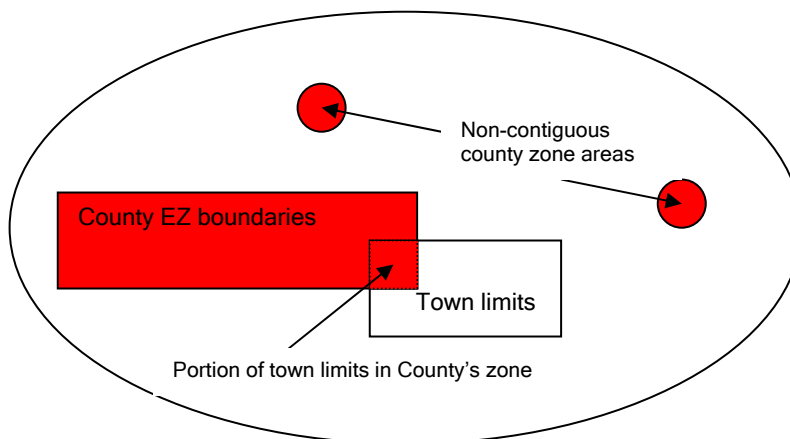 Non-contiguous
county zone areas
County EZ boundaries
Town limits
Portion of town limits in County’s zone